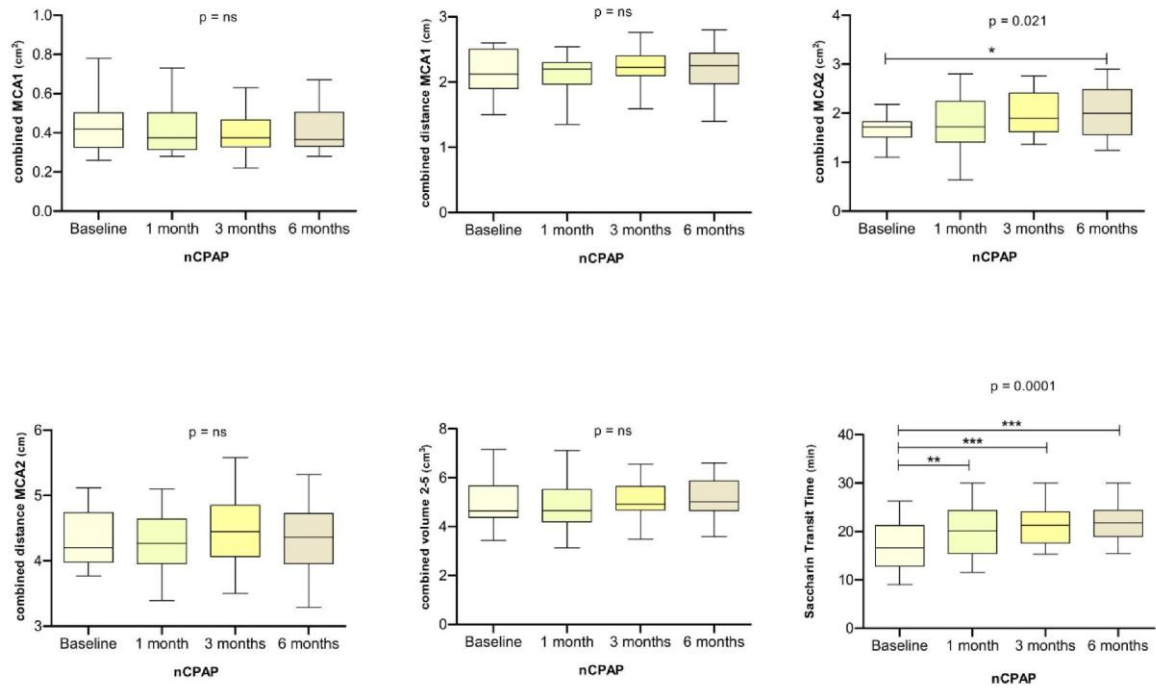 p = ns
combined MCA1 (cm²)
1.0
0.8
0.6
0.4
0.2
0.0
Baseline 1 month 3 months 6 months
nCPAP
p = ns
combined distance MCA1 (cm)
3
2
1
0
Baseline 1 month 3 months 6 months
nCPAP
p = 0.021
*
combined MCA2 (cm²)
4
3
2
1
0
Baseline 1 month 3 months 6 months
nCPAP
p = ns
combined distance MCA2 (cm)
6
5
4
3
Baseline 1 month 3 months 6 months
nCPAP
p = ns
combined volume 2-5 (cm³)
8
6
4
2
0
Baseline 1 month 3 months 6 months
nCPAP
p = 0.0001
***
***
**
Saccharin Transit Time (min)
40
30
20
10
0
Baseline 1 month 3 months 6 months
nCPAP